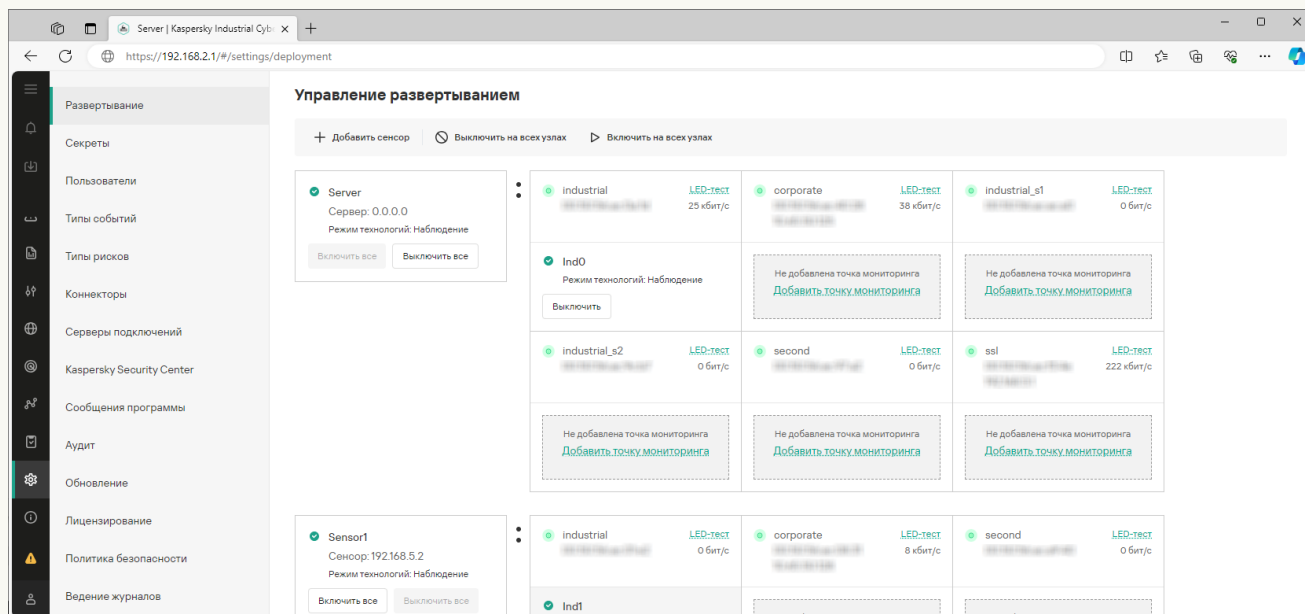 Server | Kaspersky Industrial Cyb
https://192.168.2.1/#/settings/deployment
Развертывание
Секреты
Пользователи
Типы событий
Типы рисков
Коннекторы
Серверы подключений
Kaspersky Security Center
Сообщения программы
Аудит
Обновление
Лицензирование
Политика безопасности
Ведение журналов
Управление развертыванием
Добавить сенсор Выключить на всех узлах Включить на всех узлах
Server
Сервер: 0.0.0.0
Режим технологий: Наблюдение
Включить все Выключить все
industrial LED-тест
25 кбит/с
corporate LED-тест
38 кбит/с
industrial_s1 LED-тест
0 бит/с
Ind0
Режим технологий: Наблюдение
Выключить
Не добавлена точка мониторинга
Добавить точку мониторинга
Не добавлена точка мониторинга
Добавить точку мониторинга
industrial_s2 LED-тест
0 бит/с
second LED-тест
0 бит/с
ssl LED-тест
222 кбит/с
Не добавлена точка мониторинга
Добавить точку мониторинга
Не добавлена точка мониторинга
Добавить точку мониторинга
Не добавлена точка мониторинга
Добавить точку мониторинга
Sensor1
Сенсор: 192.168.5.2
Режим технологий: Наблюдение
Включить все Выключить все
industrial LED-тест
0 бит/с
corporate LED-тест
8 кбит/с
second LED-тест
0 бит/с
Ind1